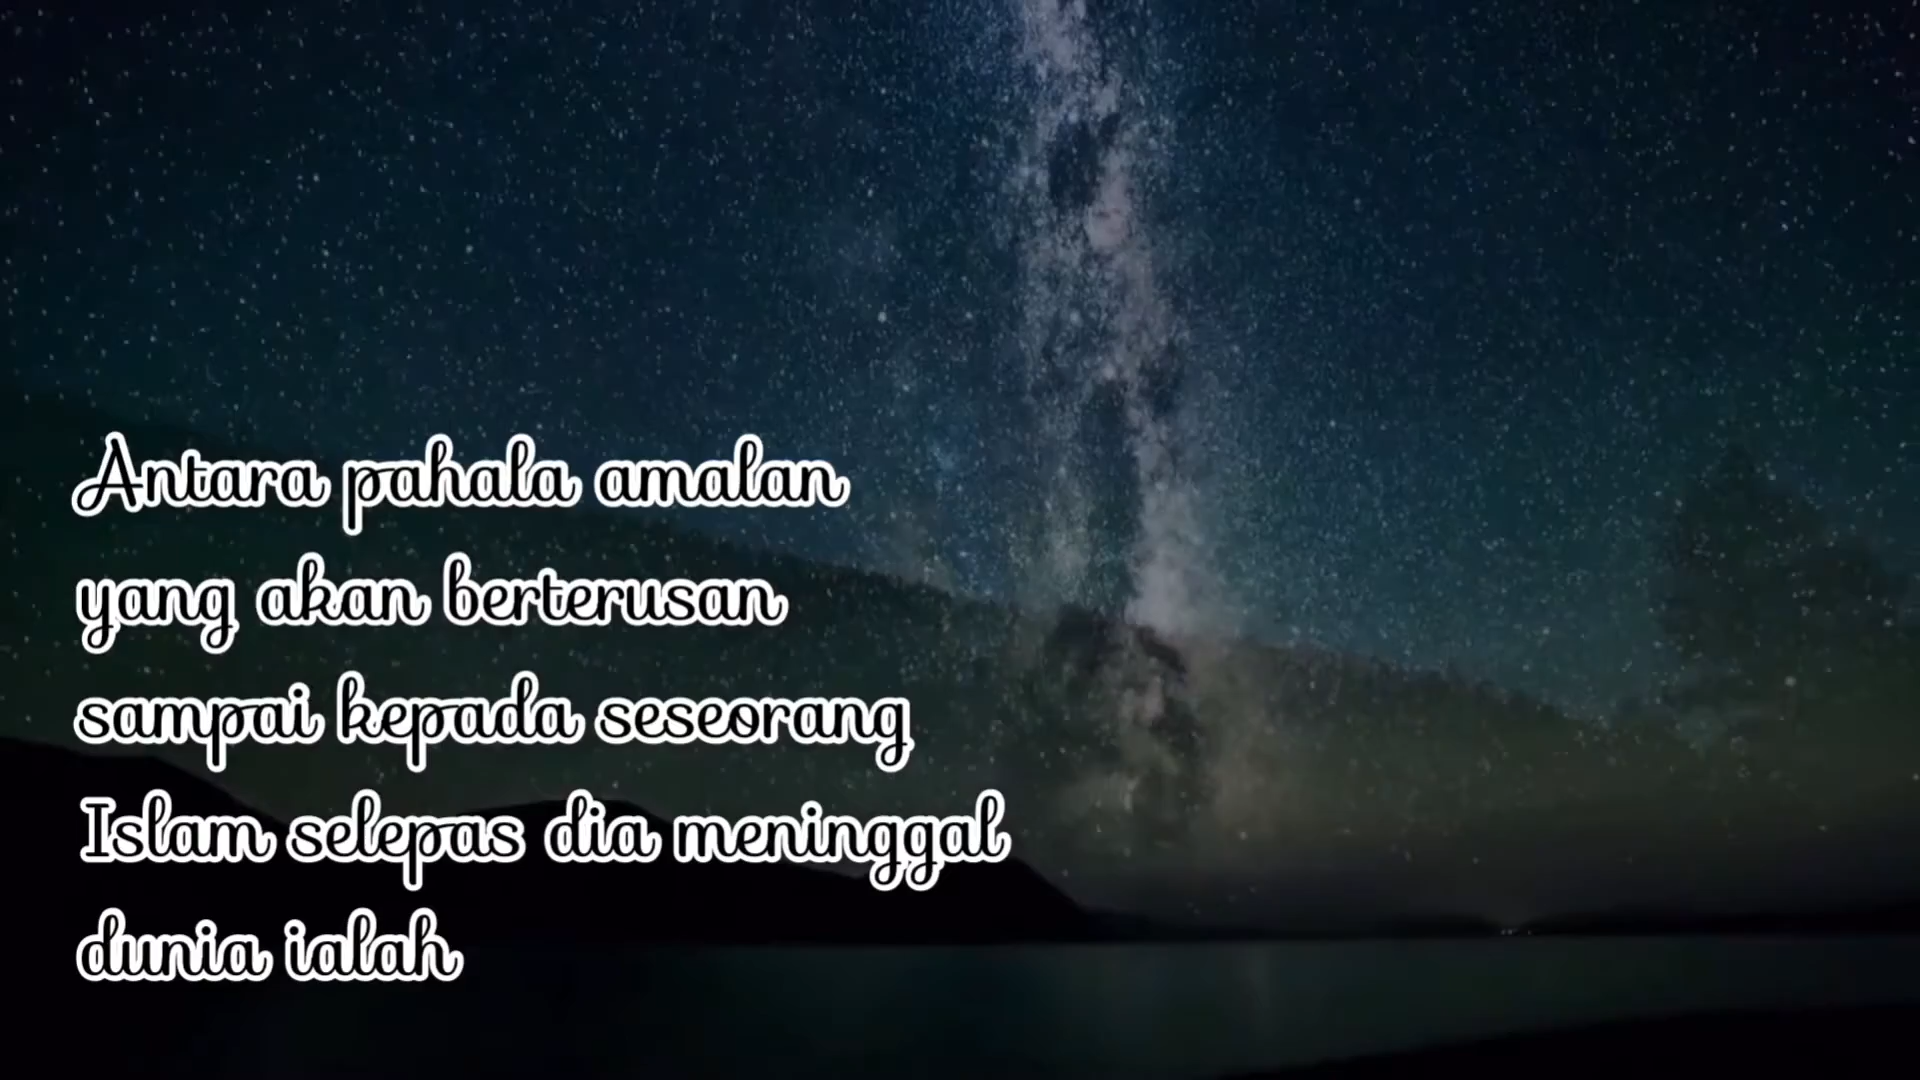 Antara pahala amalan
yang akan berterusan
sampai kepada seseorang
Islam selepas dia meninggal
dunia ialah